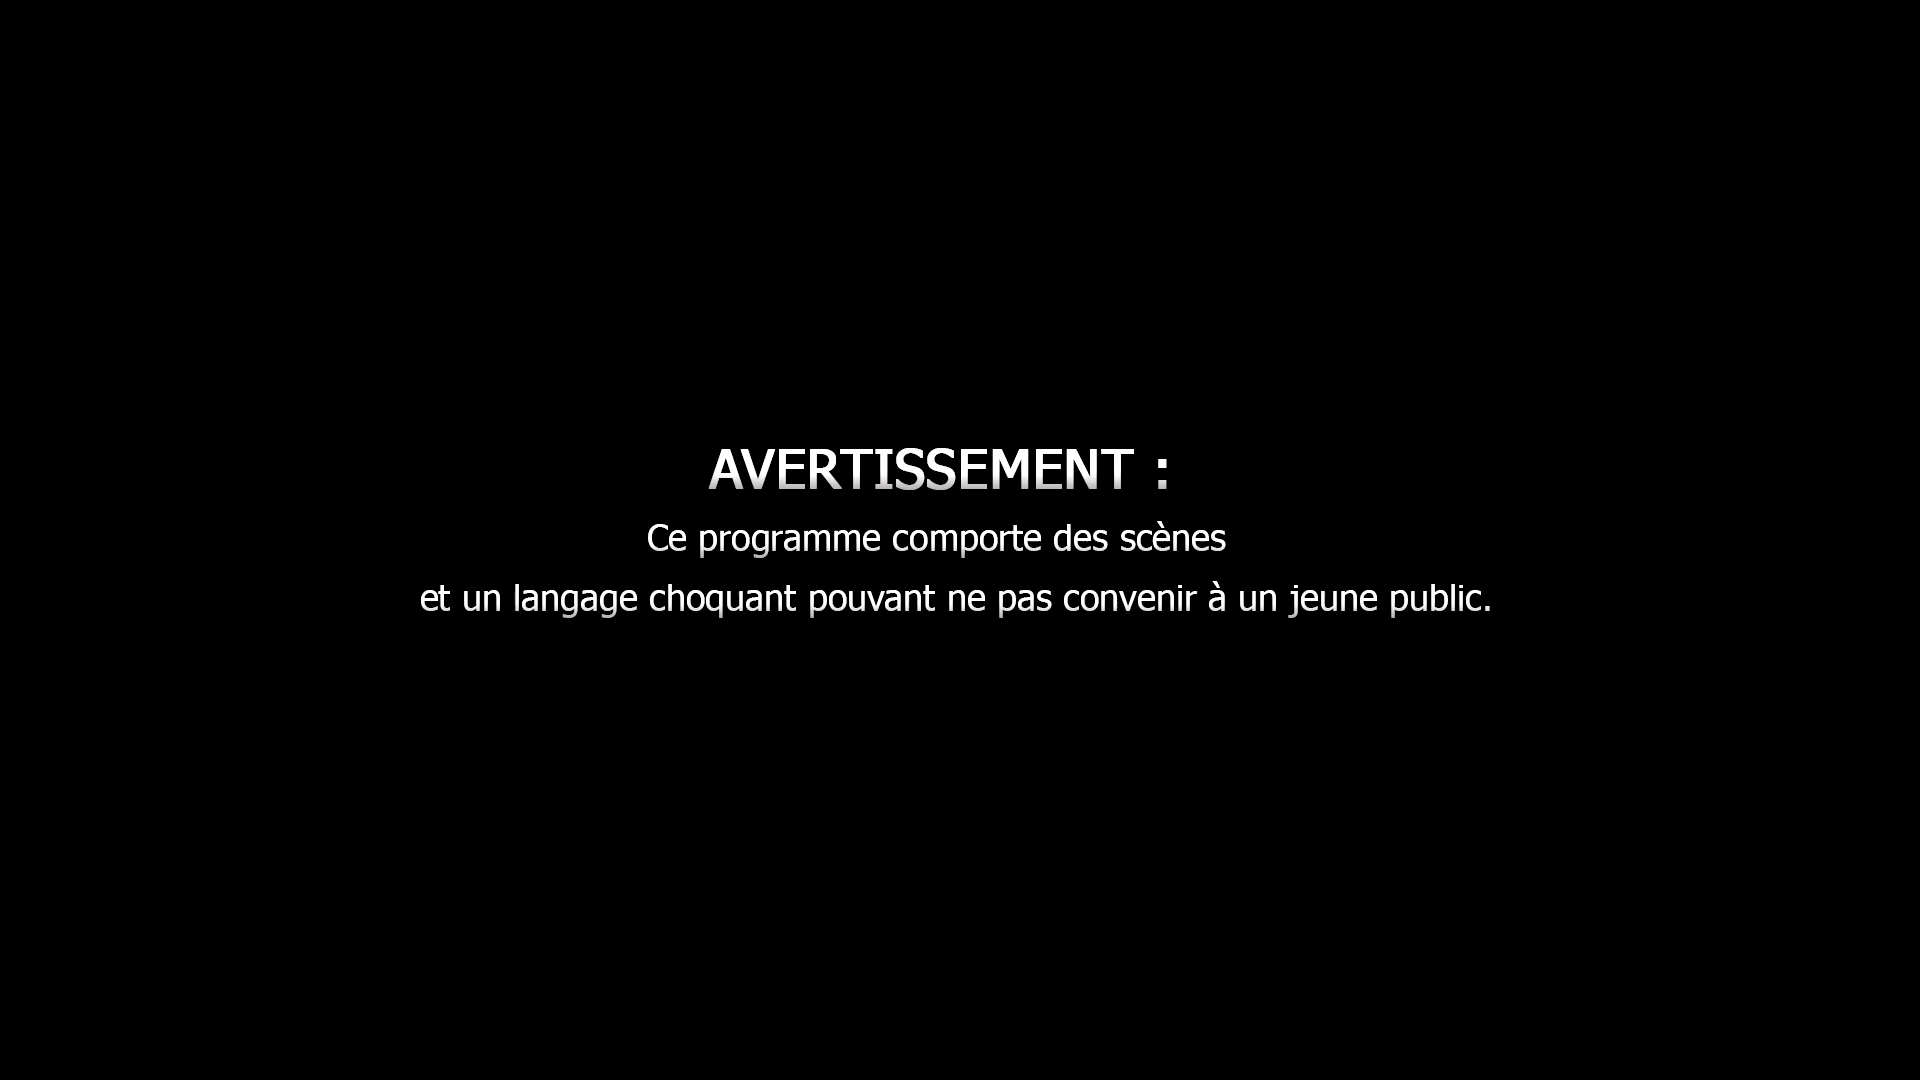 AVERTISSEMENT :
Ce programme comporte des scènes
et un langage choquant pouvant ne pas convenir à un jeune public.